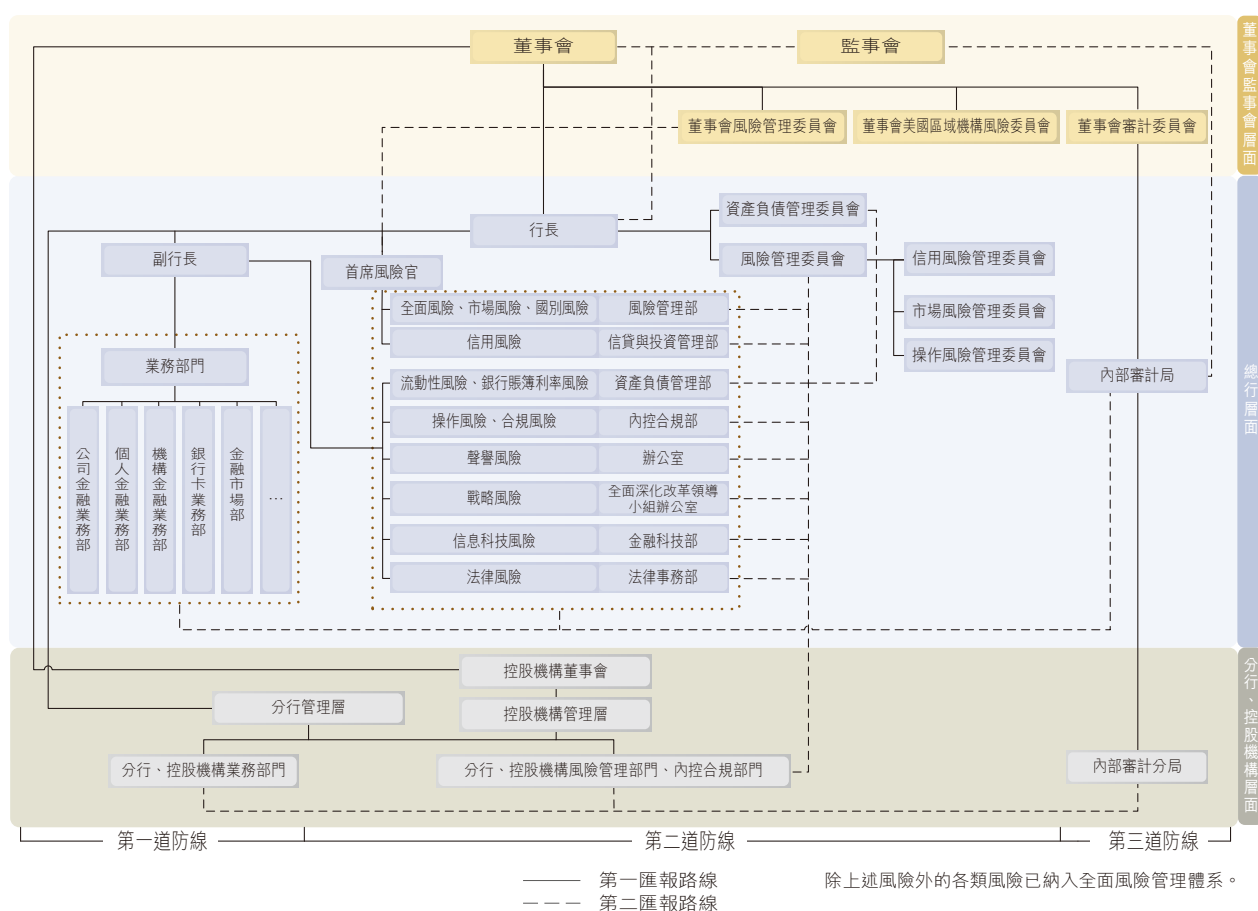 董事會
監事會
董事會監事會層面
董事會風險管理委員會
董事會美國區域機構風險委員會
董事會審計委員會
行長
資產負債管理委員會
副行長
首席風險官
風險管理委員會
信用風險管理委員會
市場風險管理委員會
操作風險管理委員會
全面風險、市場風險、國別風險
風險管理部
信用風險
信貸與投資管理部
流動性風險、銀行賬簿利率風險
資產負債管理部
操作風險、合規風險
內控合規部
聲譽風險
辦公室
戰略風險
全面深化改革領導
小組辦公室
信息科技風險
金融科技部
法律風險
法律事務部
業務部門
公司金融業務部
個人金融業務部
機構金融業務部
銀行卡業務部
金融市場部
…
內部審計局
總行層面
控股機構董事會
分行管理層
控股機構管理層
分行、控股機構業務部門
分行、控股機構風險管理部門、內控合規部門
內部審計分局
分行、控股機構層面
第一道防線
第二道防線
第三道防線
第一匯報路線
第二匯報路線
除上述風險外的各類風險已納入全面風險管理體系。